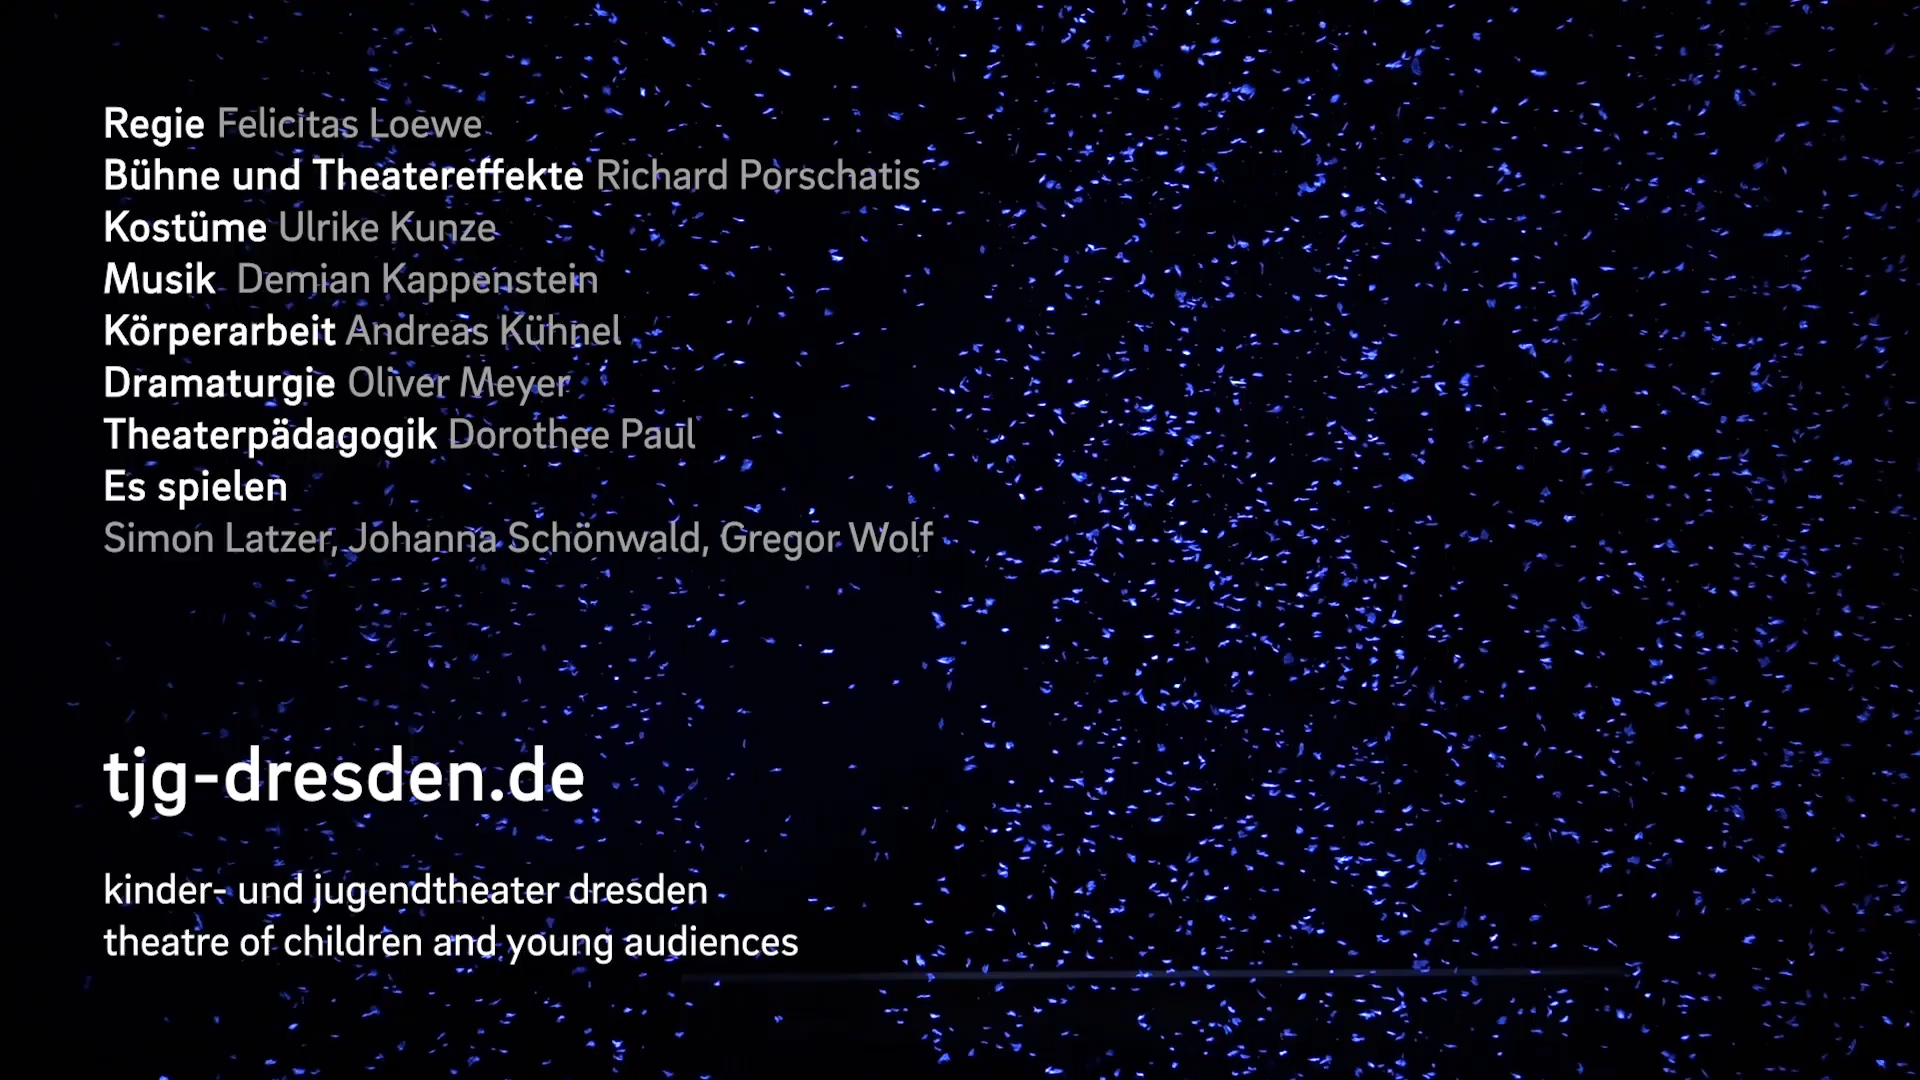 Regie Felicitas Loewe
Bühne und Theatereffekte Richard Porschatis
Kostüme Ulrike Kunze
Musik Demian Kappenstein
Körperarbeit Andreas Kühnel
Dramaturgie Oliver Meyer
Theaterpädagogik Dorothee Paul
Es spielen
Simon Latzer, Johanna Schönwald, Gregor Wolf
tjg-dresden.de
kinder- und jugendtheater dresden
theatre of children and young audiences